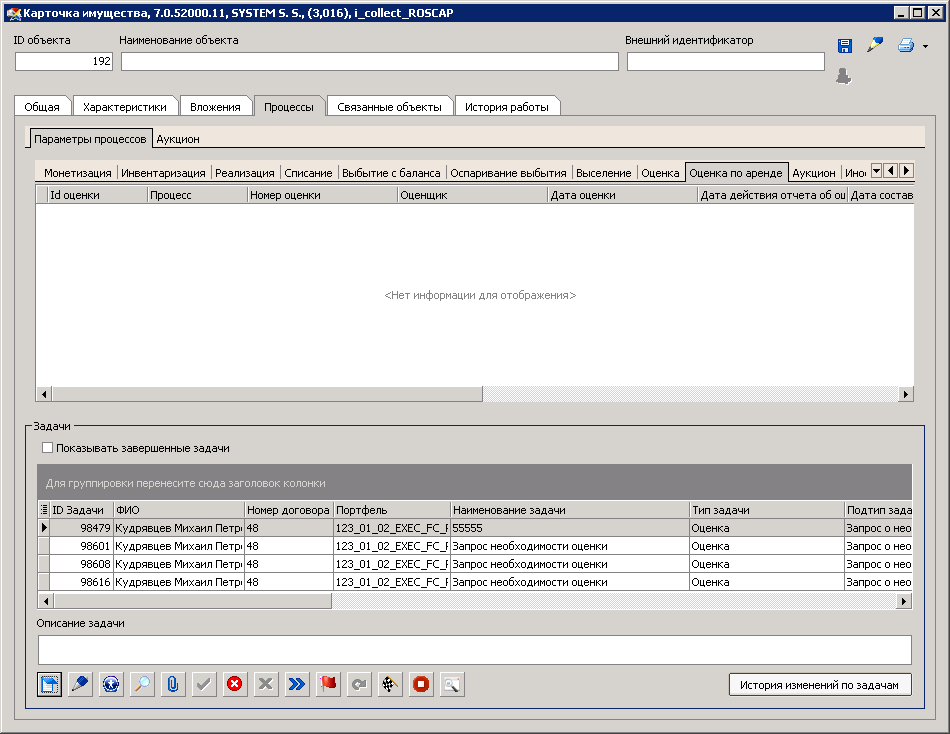 Карточка имущества, 7.0.52000.11, SYSTEM S. S., (3,016), i_collect_ROSCAP
ID объекта Наименование объекта Внешний идентификатор
192
Общая Характеристики Вложения Процессы Связанные объекты История работы
Параметры процессов Аукцион
Монетизация Инвентаризация Реализация Списание Выбытие с баланса Оспаривание выбытия Выселение Оценка Оценка по аренде Аукцион Инос
Id оценки Процесс Номер оценки Оценщик Дата оценки Дата действия отчета об оц Дата состав
<Нет информации для отображения>
Задачи
Показывать завершенные задачи
Для группировки перенесите сюда заголовок колонки
ID Задачи ФИО Номер договора Портфель Наименование задачи Тип задачи Подтип зада
98479 Кудрявцев Михаил Петр 48 123_01_02_EXEC_FC_F 55555 Оценка Запрос о нео
98601 Кудрявцев Михаил Петр 48 123_01_02_EXEC_FC_F Запрос необходимости оценки Оценка Запрос о нео
98608 Кудрявцев Михаил Петр 48 123_01_02_EXEC_FC_F Запрос необходимости оценки Оценка Запрос о нео
98616 Кудрявцев Михаил Петр 48 123_01_02_EXEC_FC_F Запрос необходимости оценки Оценка Запрос о нео
Описание задачи
История изменений по задачам